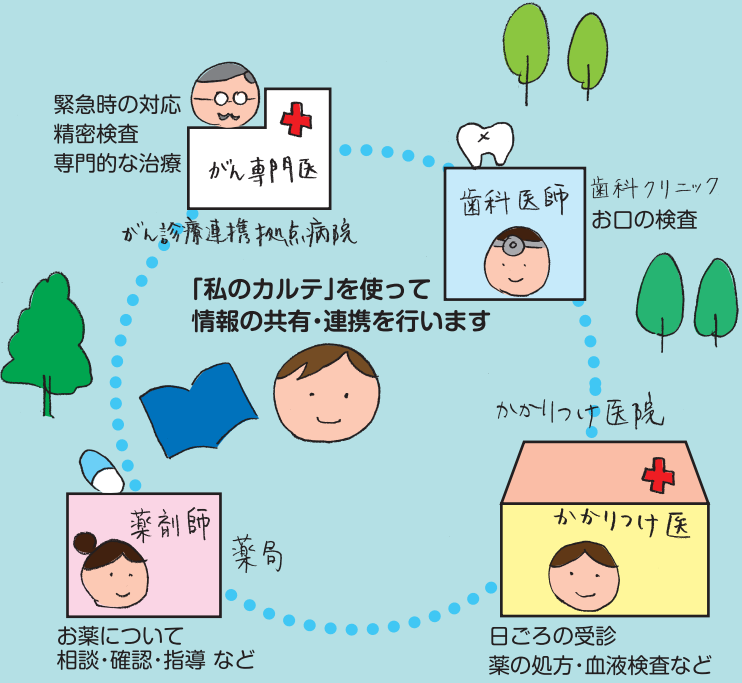 緊急時の対応
精密検査
専門的な治療
がん専門医
がん診療連携拠点病院
歯科医師
歯科クリニック
お口の検査
「私のカルテ」を使って
情報の共有・連携を行います
かかりつけ医院
かかりつけ医
日ごろの受診
薬の処方・血液検査など
薬剤師
薬局
お薬について
相談・確認・指導 など